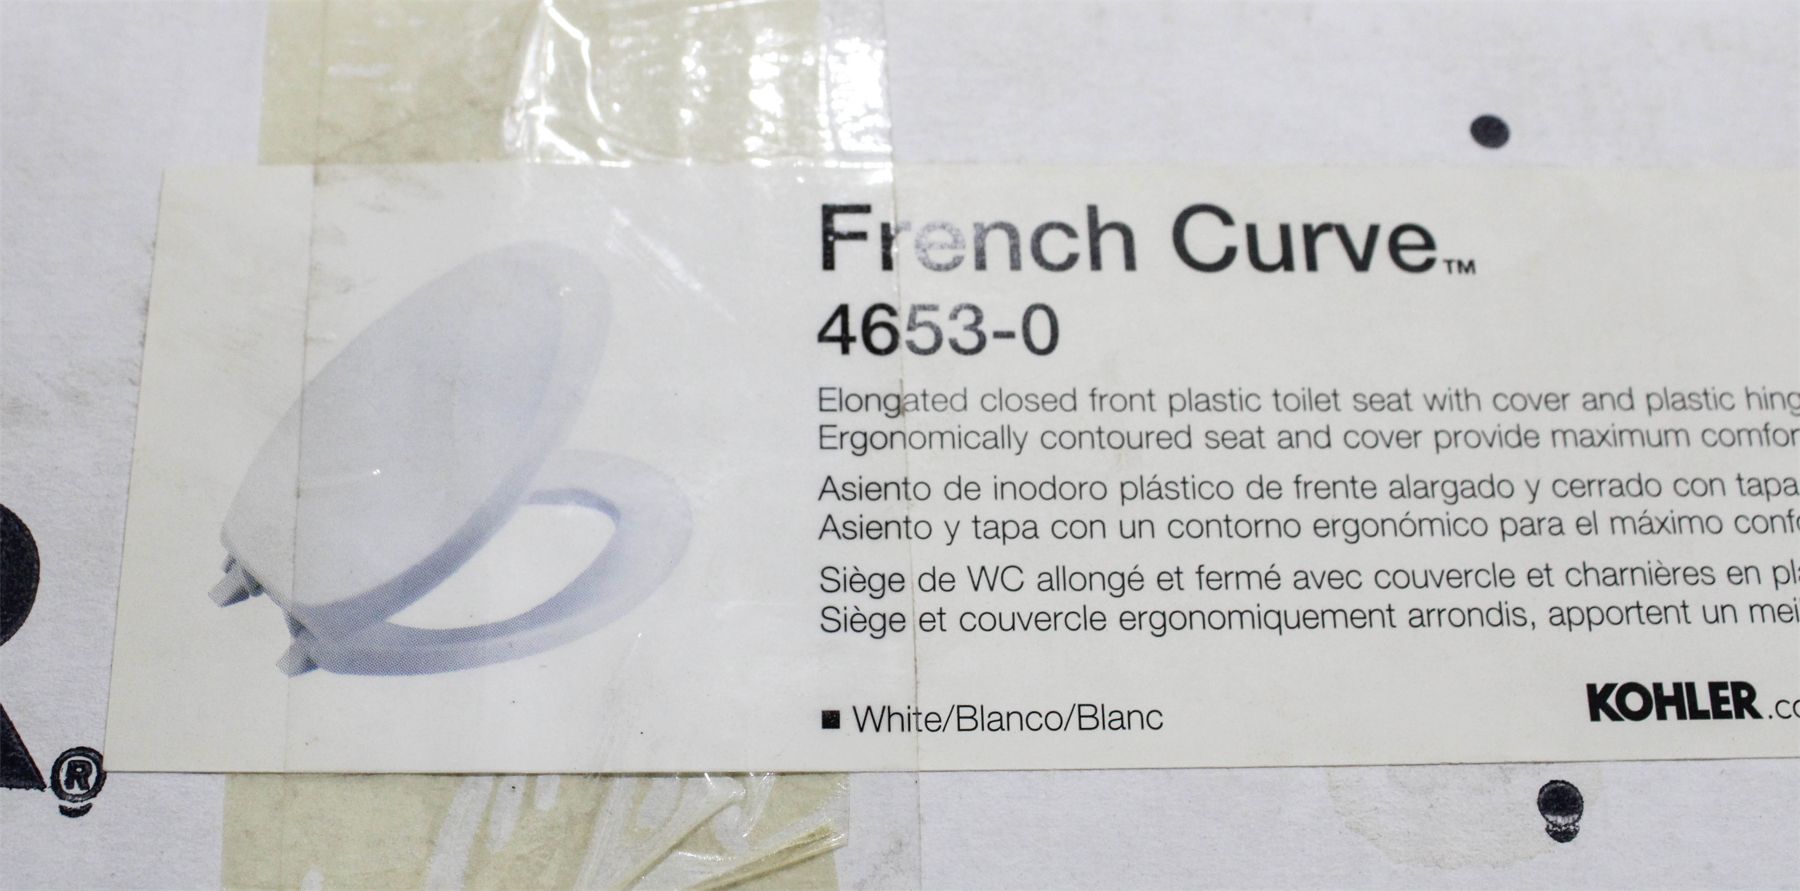 French Curve™
4653-0
Elongated closed front plastic toilet seat with cover and plastic hing
Ergonomically contoured seat and cover provide maximum comfor
Asiento de inodoro plástico de frente alargado y cerrado con tapa
Asiento y tapa con un contorno ergonómico para el máximo confo
Siège de WC allongé et fermé avec couvercle et charnières en pla
Siège et couvercle ergonomiquement arrondis, apportent un mei
■ White/Blanco/Blanc
KOHLER.co
R®